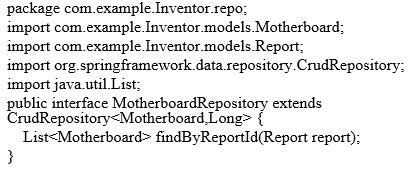 package com.example.Inventor.repo;
import com.example.Inventor.models.Motherboard;
import com.example.Inventor.models.Report;
import org.springframework.data.repository.CrudRepository;
import java.util.List;
public interface MotherboardRepository extends
CrudRepository<Motherboard,Long> {
    List<Motherboard> findByReportId(Report report);
}